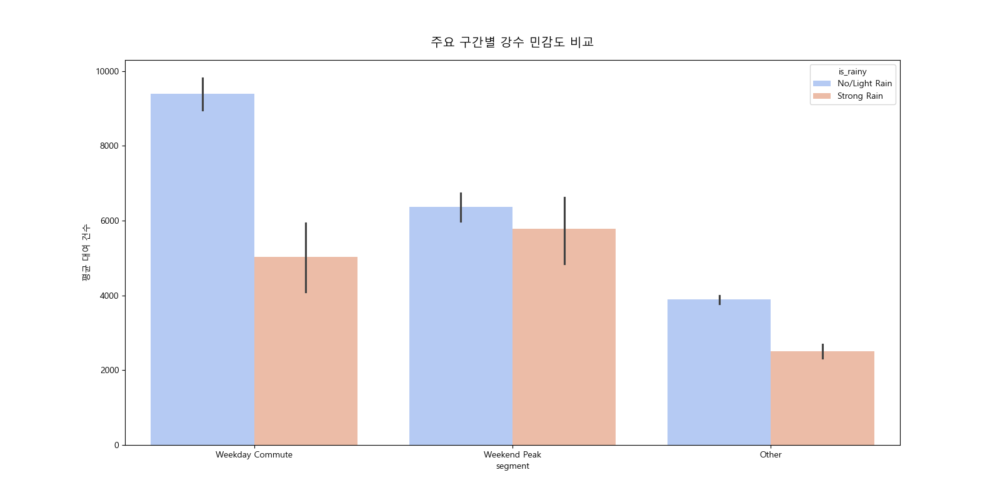 주요 구간별 강수 민감도 비교
is_rainy
No/Light Rain
Strong Rain
평균 대여 건수
10000
8000
6000
4000
2000
0
Weekday Commute
Weekend Peak
Other
segment